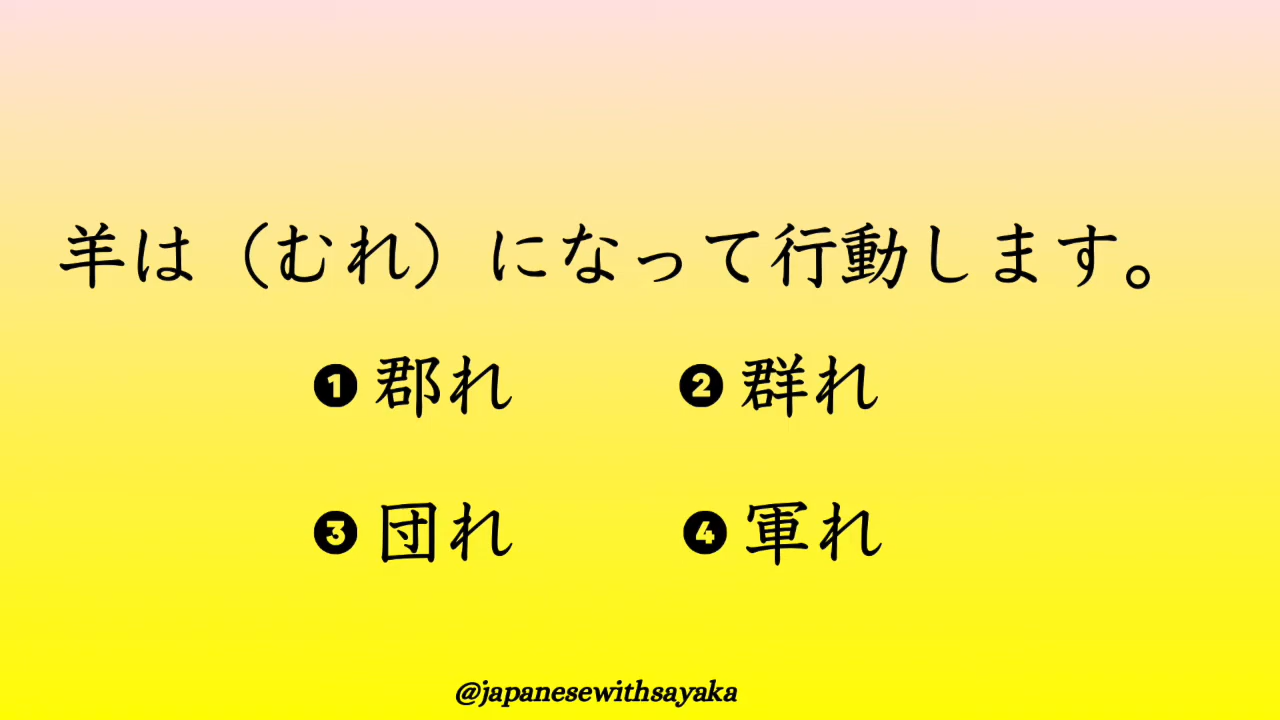 羊は（むれ）になって行動します。
❶ 郡れ ❷ 群れ
❸ 団れ ❹ 軍れ
@japanesewithsayaka